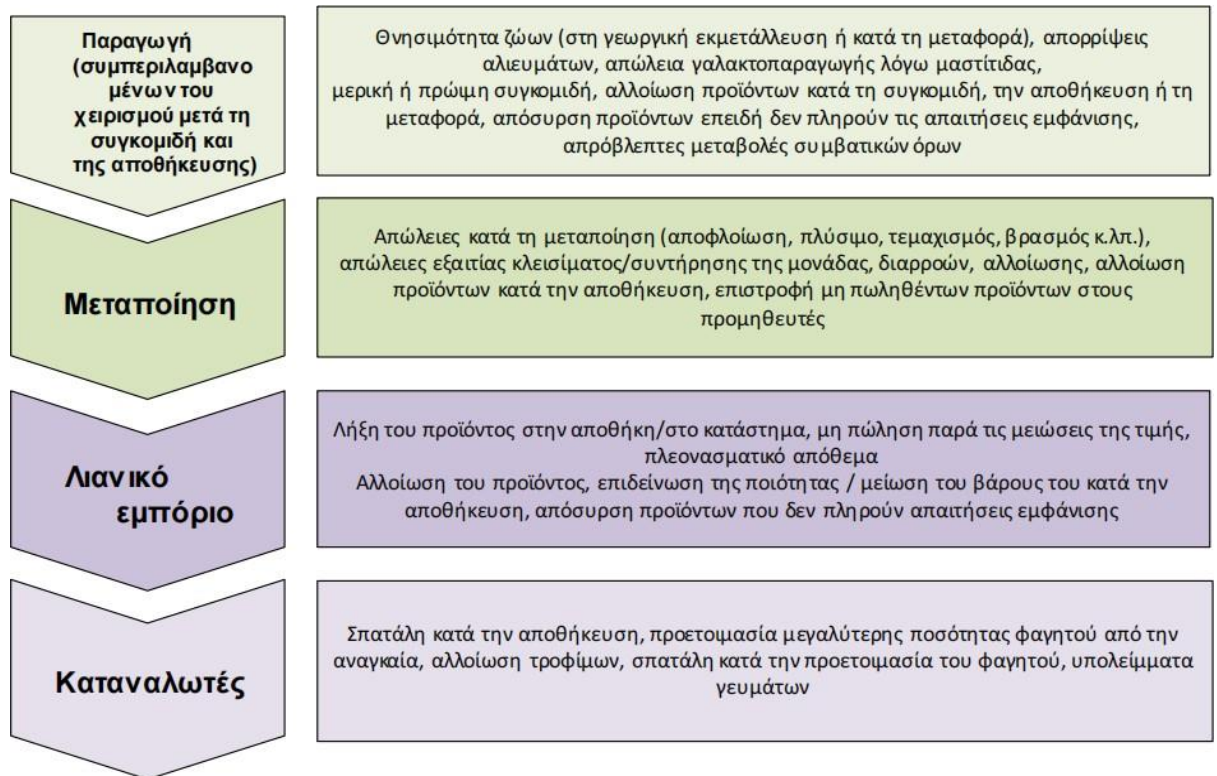 Παραγωγή
(συμπεριλαμβανο
μένων του
χειρισμού μετά τη
συγκομιδή και
της αποθήκευσης)
Θνησιμότητα ζώων (στη γεωργική εκμετάλλευση ή κατά τη μεταφορά), απορρίψεις
αλιευμάτων, απώλεια γαλακτοπαραγωγής λόγω μαστίτιδας,
μερική ή πρώιμη συγκομιδή, αλλοίωση προϊόντων κατά τη συγκομιδή, την αποθήκευση ή τη
μεταφορά, απόσυρση προϊόντων επειδή δεν πληρούν τις απαιτήσεις εμφάνισης,
απρόβλεπτες μεταβολές συμβατικών όρων
Μεταποίηση
Απώλειες κατά τη μεταποίηση (αποφλοίωση, πλύσιμο, τεμαχισμός, βρασμός κ.λπ.),
απώλειες εξαιτίας κλεισίματος/συντήρησης της μονάδας, διαρροών, αλλοίωσης, αλλοίωση
προϊόντων κατά την αποθήκευση, επιστροφή μη πωληθέντων προϊόντων στους
προμηθευτές
Λιανικό
εμπόριο
Λήξη του προϊόντος στην αποθήκη/στο κατάστημα, μη πώληση παρά τις μειώσεις της τιμής,
πλεονασματικό απόθεμα
Αλλοίωση του προϊόντος, επιδείνωση της ποιότητας / μείωση του βάρους του κατά την
αποθήκευση, απόσυρση προϊόντων που δεν πληρούν απαιτήσεις εμφάνισης
Καταναλωτές
Σπατάλη κατά την αποθήκευση, προετοιμασία μεγαλύτερης ποσότητας φαγητού από την
αναγκαία, αλλοίωση τροφίμων, σπατάλη κατά την προετοιμασία του φαγητού, υπολείμματα
γευμάτων